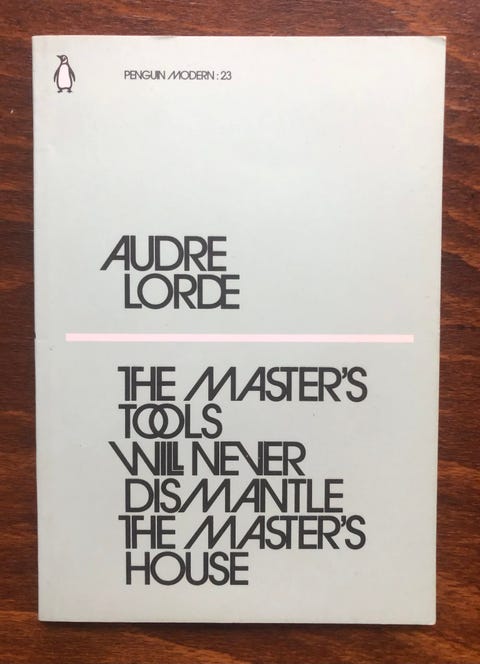 PENGUIN MODERN : 23
AUDRE
LORDE
THE MASTER'S
TOOLS
WILL NEVER
DISMANTLE
THE MASTER'S
HOUSE